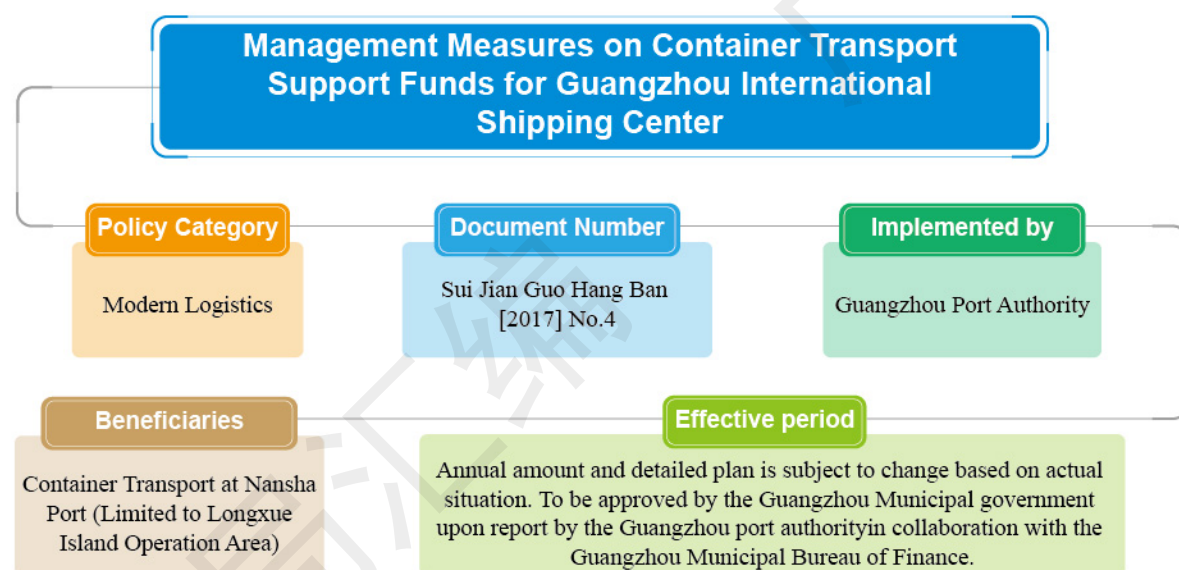 Management Measures on Container Transport
Support Funds for Guangzhou International
Shipping Center
Policy Category
Modern Logistics
Document Number
Sui Jian Guo Hang Ban
[2017] No.4
Implemented by
Guangzhou Port Authority
Beneficiaries
Container Transport at Nansha
Port (Limited to Longxue
Island Operation Area)
Effective period
Annual amount and detailed plan is subject to change based on actual
situation. To be approved by the Guangzhou Municipal government
upon report by the Guangzhou port authorityin collaboration with the
Guangzhou Municipal Bureau of Finance.
汇编